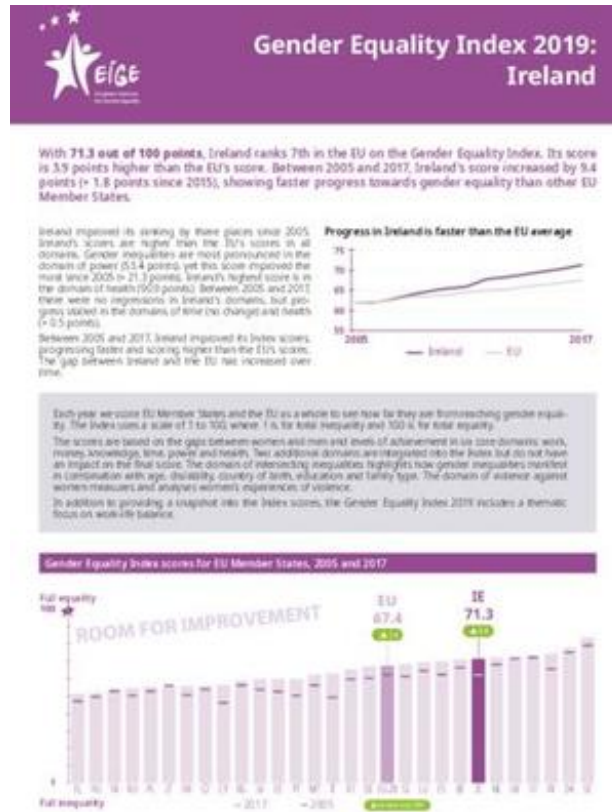 EIGE
Gender Equality Index 2019:
Ireland
With 71.3 out of 100 points, Ireland ranks 7th in the EU on the Gender Equality Index. Its score
is 3.9 points higher than the EU's score. Between 2005 and 2017, Ireland's score increased by 9.4
points (+ 1.8 points since 2015), showing faster progress towards gender equality than other EU
Member States.
Ireland improved its ranking by three places since 2005.
Ireland's scores are higher than the EU's scores in all
domains. Gender inequalities are most pronounced in the
domain of power (53.4 points), yet this score improved the
most since 2005 (+ 21.3 points). Ireland's highest score is in
the domain of health (90.9 points). Between 2005 and 2017,
there were no regressions in Ireland's domains, but pro-
gress stalled in the domains of time (no change) and health
(+ 0.5 points).
Between 2005 and 2017, Ireland improved its Index scores,
progressing faster and scoring higher than the EU's scores.
The gap between Ireland and the EU has increased over
time.
Progress in Ireland is faster than the EU average
75
70
65
60
55
2005 2017
Ireland EU
Each year we score EU Member States and the EU as a whole to see how far they are from reaching gender equal-
ity. The Index uses a scale of 1 to 100, where 1 is for total inequality and 100 is for total equality.
The scores are based on the gaps between women and men and levels of achievement in six core domains: work,
money, knowledge, time, power and health. Two additional domains are integrated into the Index but do not have
an impact on the final score. The domain of intersecting inequalities highlights how gender inequalities manifest
in combination with age, disability, country of birth, education and family type. The domain of violence against
women measures and analyses women's experiences of violence.
In addition to providing a snapshot into the Index scores, the Gender Equality Index 2019 includes a thematic
focus on work-life balance.
Gender Equality Index scores for EU Member States, 2005 and 2017
Full equality
100
ROOM FOR IMPROVEMENT
EU
67.4
IE
71.3
Full inequality
2017 2005